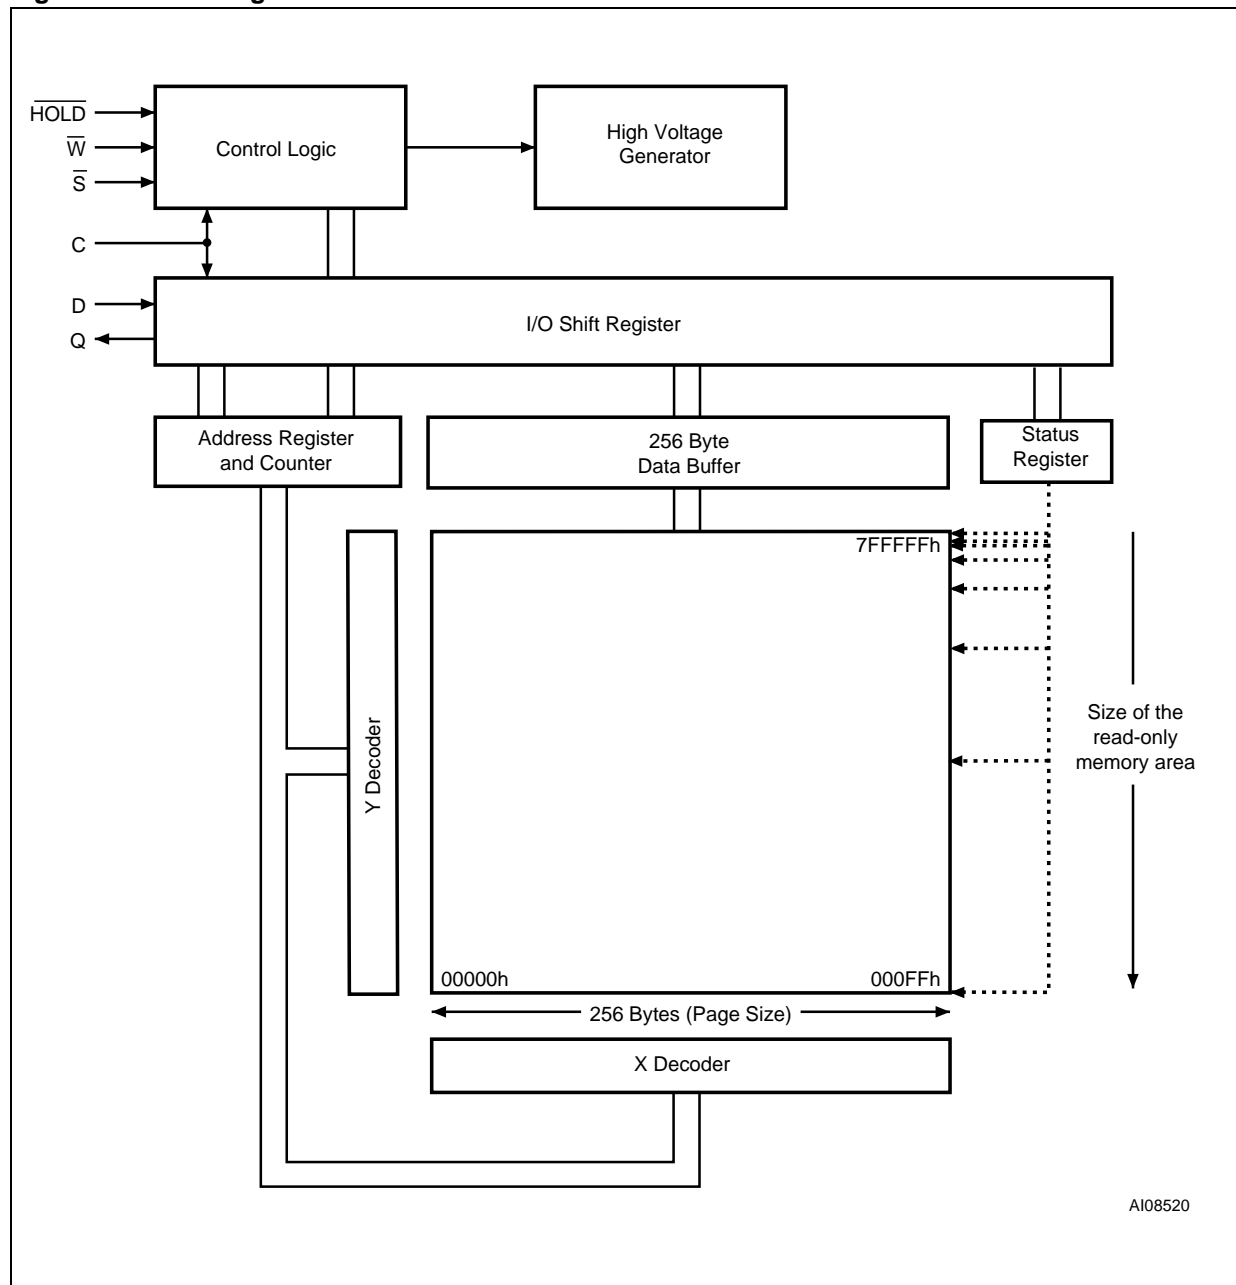 HOLD
W
S
C
D
Q
Control Logic
High Voltage
Generator
I/O Shift Register
Address Register
and Counter
256 Byte
Data Buffer
Status
Register
7FFFFFh
Y Decoder
Size of the
read-only
memory area
00000h
000FFh
256 Bytes (Page Size)
X Decoder
AI08520